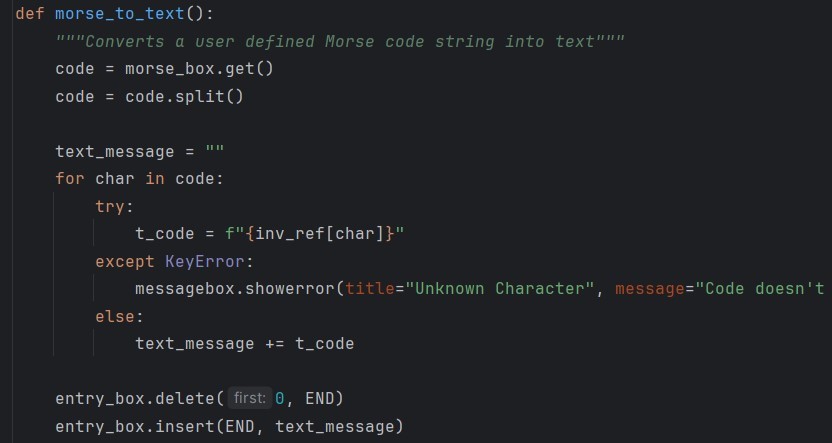 def morse_to_text():
    """Converts a user defined Morse code string into text"""
    code = morse_box.get()
    code = code.split()

    text_message = ""
    for char in code:
        try:
            t_code = f"{inv_ref[char]}"
        except KeyError:
            messagebox.showerror(title="Unknown Character", message="Code doesn't
        else:
            text_message += t_code

    entry_box.delete( first: 0, END)
    entry_box.insert(END, text_message)